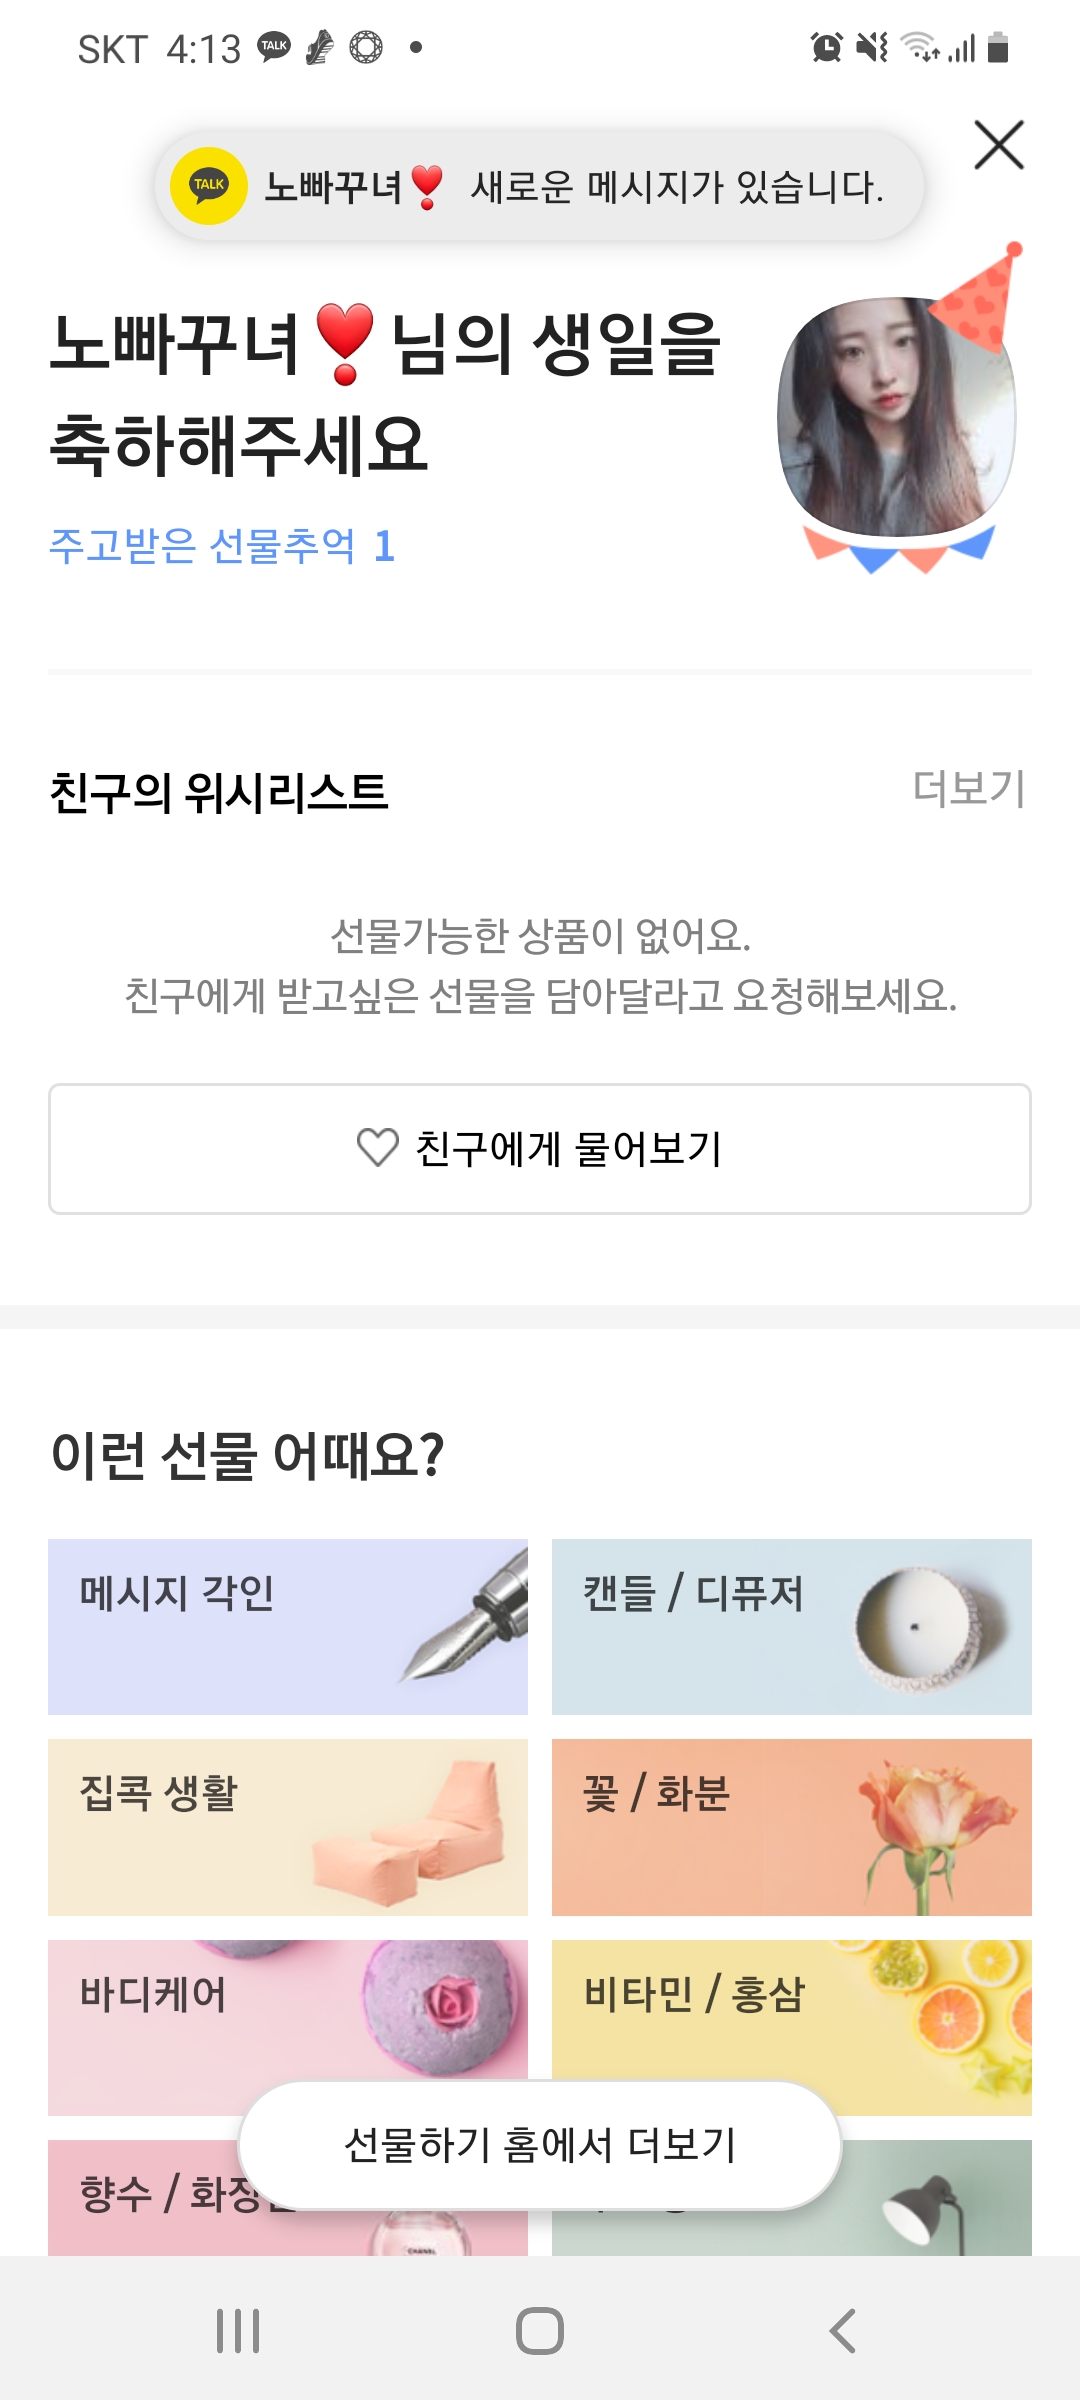 SKT 4:13 TALK
TALK 노빠꾸녀❣️ 새로운 메시지가 있습니다.
노빠꾸녀❣️님의 생일을
축하해주세요
주고받은 선물추억 1
친구의 위시리스트 더보기
선물가능한 상품이 없어요.
친구에게 받고싶은 선물을 담아달라고 요청해보세요.
♡ 친구에게 물어보기
이런 선물 어때요?
메시지 각인 캔들 / 디퓨저
집콕 생활 꽃 / 화분
바디케어 비타민 / 홍삼
선물하기 홈에서 더보기
향수 /
CHANEL